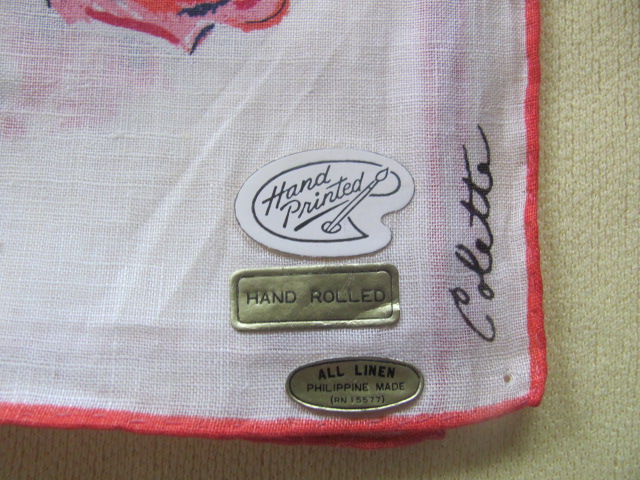 Hand
Printed
HAND ROLLED
ALL LINEN
PHILIPPINE MADE
(RN 15577)
Colette